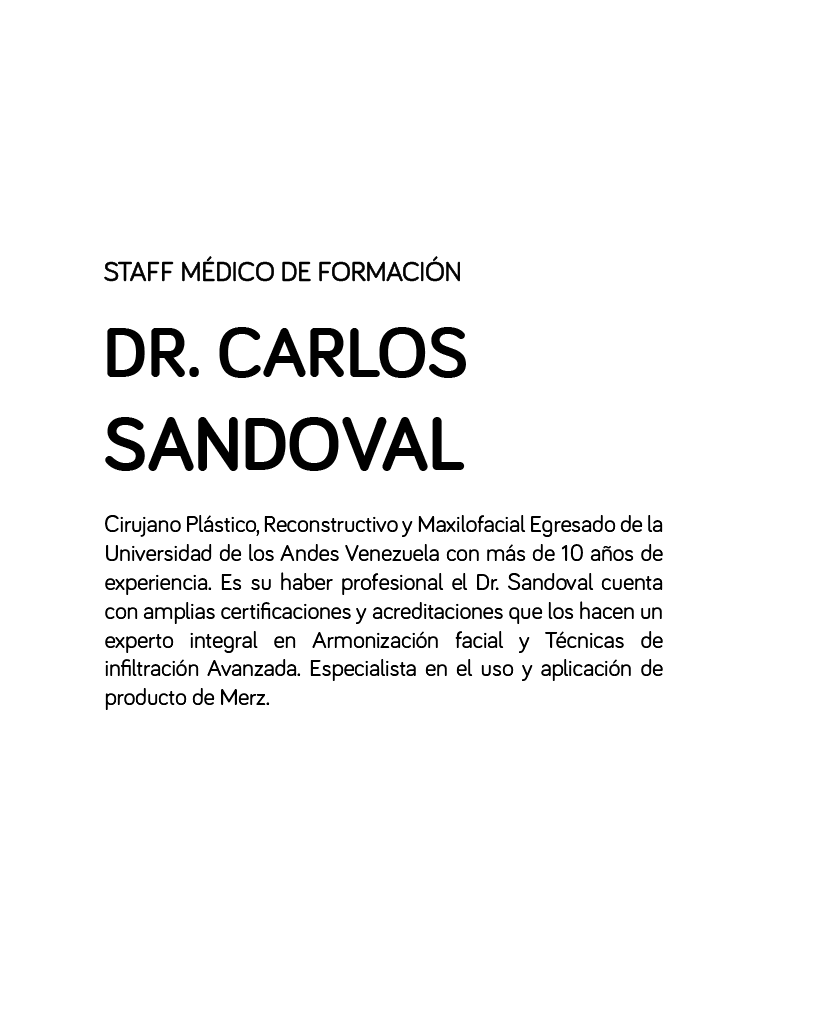 STAFF MÉDICO DE FORMACIÓN
DR. CARLOS
SANDOVAL
Cirujano Plástico, Reconstructivo y Maxilofacial Egresado de la
Universidad de los Andes Venezuela con más de 10 años de
experiencia. Es su haber profesional el Dr. Sandoval cuenta
con amplias certificaciones y acreditaciones que los hacen un
experto integral en Armonización facial y Técnicas de
infiltración Avanzada. Especialista en el uso y aplicación de
producto de Merz.